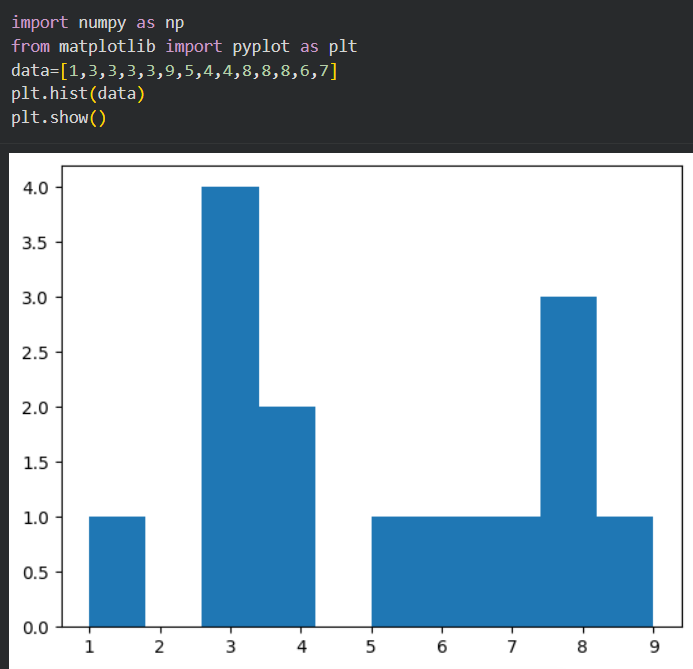 import numpy as np
from matplotlib import pyplot as plt
data=[1,3,3,3,3,9,5,4,4,8,8,8,6,7]
plt.hist(data)
plt.show()
4.0
3.5
3.0
2.5
2.0
1.5
1.0
0.5
0.0
1 2 3 4 5 6 7 8 9